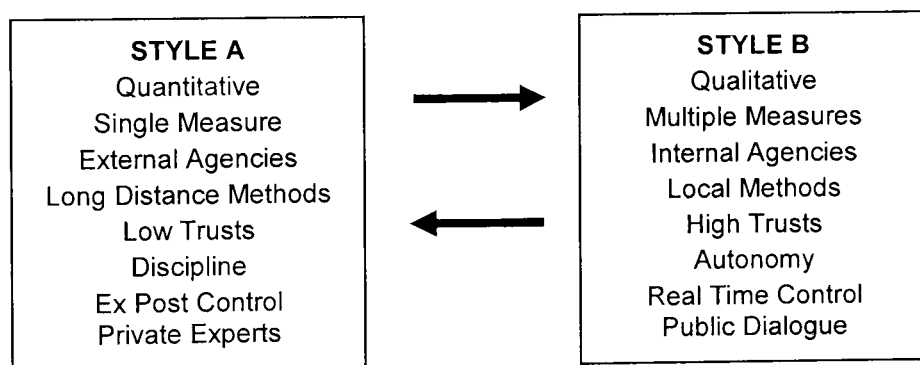 STYLE A
Quantitative
Single Measure
External Agencies
Long Distance Methods
Low Trusts
Discipline
Ex Post Control
Private Experts
STYLE B
Qualitative
Multiple Measures
Internal Agencies
Local Methods
High Trusts
Autonomy
Real Time Control
Public Dialogue